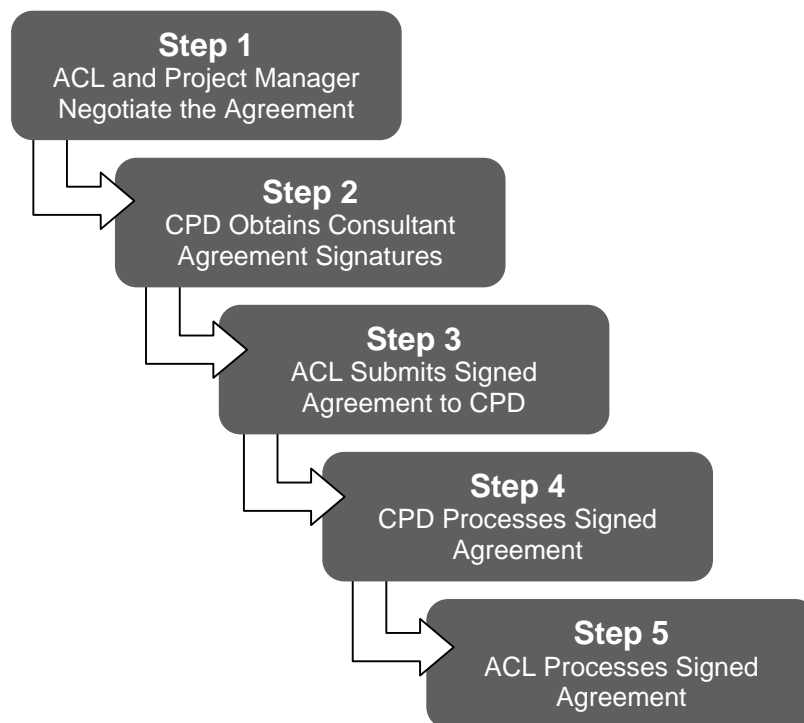 Step 1
ACL and Project Manager
Negotiate the Agreement
Step 2
CPD Obtains Consultant
Agreement Signatures
Step 3
ACL Submits Signed
Agreement to CPD
Step 4
CPD Processes Signed
Agreement
Step 5
ACL Processes Signed
Agreement